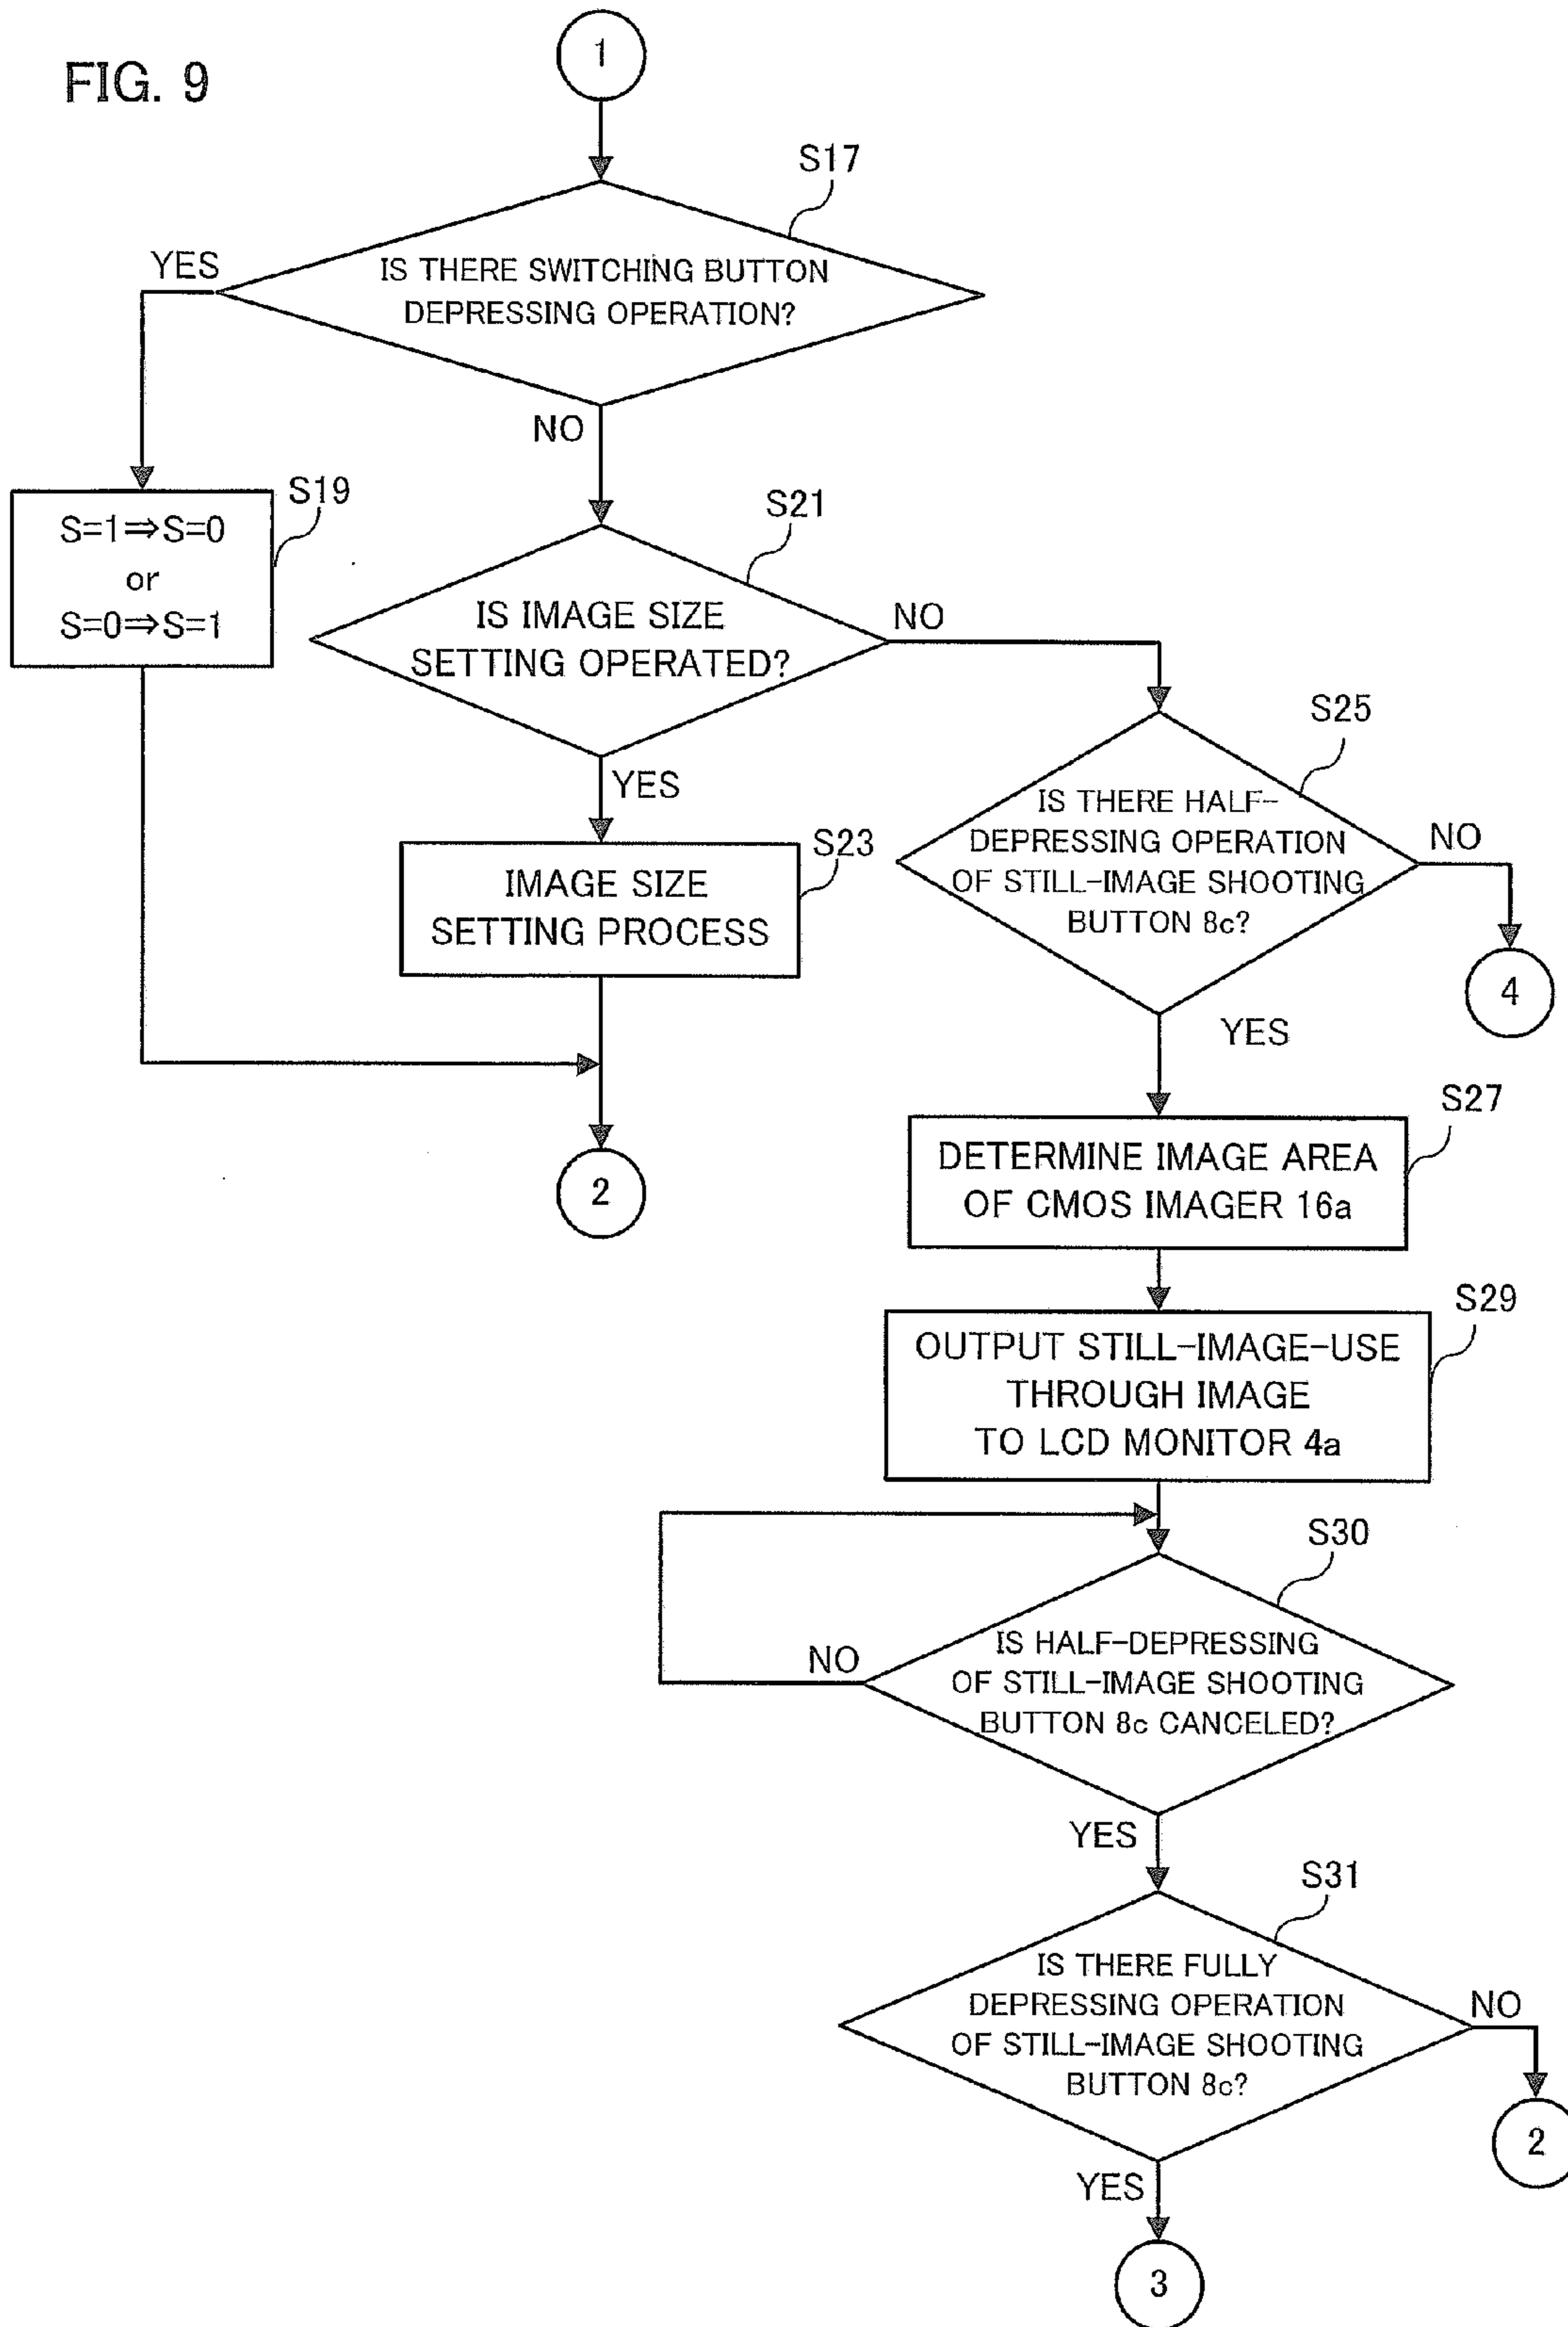 FIG. 9
1
S17
YES
IS THERE SWITCHING BUTTON
DEPRESSING OPERATION?
NO
S19
S=1⇒S=0
or
S=0⇒S=1
S21
IS IMAGE SIZE
SETTING OPERATED?
NO
YES
S23
IMAGE SIZE
SETTING PROCESS
2
S25
IS THERE HALF-
DEPRESSING OPERATION
OF STILL-IMAGE SHOOTING
BUTTON 8c?
NO
4
YES
S27
DETERMINE IMAGE AREA
OF CMOS IMAGER 16a
S29
OUTPUT STILL-IMAGE-USE
THROUGH IMAGE
TO LCD MONITOR 4a
S30
IS HALF-DEPRESSING
OF STILL-IMAGE SHOOTING
BUTTON 8c CANCELED?
NO
YES
S31
IS THERE FULLY
DEPRESSING OPERATION
OF STILL-IMAGE SHOOTING
BUTTON 8c?
NO
2
YES
3